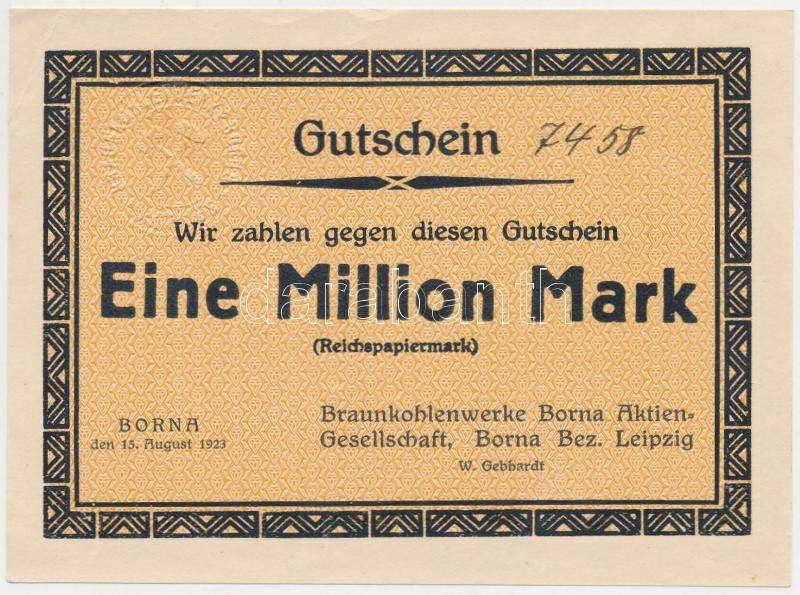 Gutschein 7458
Wir zahlen gegen diesen Gutschein
Eine Million Mark
darabanth
(Reichspapiermark)
BORNA
den 15. August 1923
Braunkohlenwerke Borna Aktien-
Gesellschaft, Borna Bez. Leipzig
W. Gebhardt